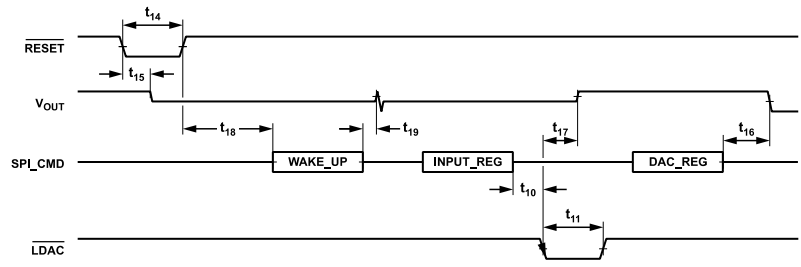 t14
RESET
t15
VOUT
t18
t19
t17
t16
SPI_CMD
WAKE_UP
INPUT_REG
DAC_REG
t10
t11
LDAC